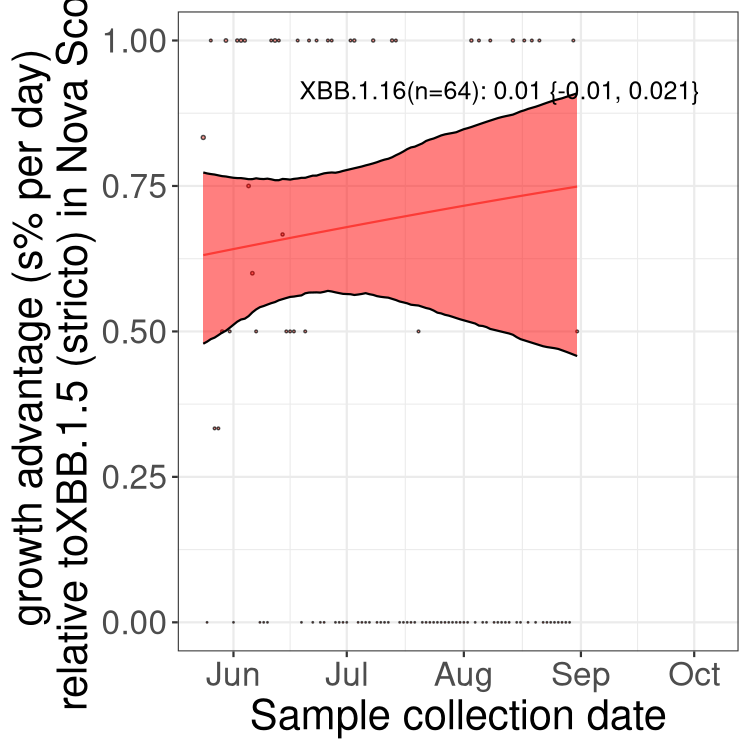 growth advantage (s% per day)
relative toXBB.1.5 (stricto) in Nova Sco
1.00
0.75
0.50
0.25
0.00
XBB.1.16(n=64): 0.01 {-0.01, 0.021}
Jun Jul Aug Sep Oct
Sample collection date